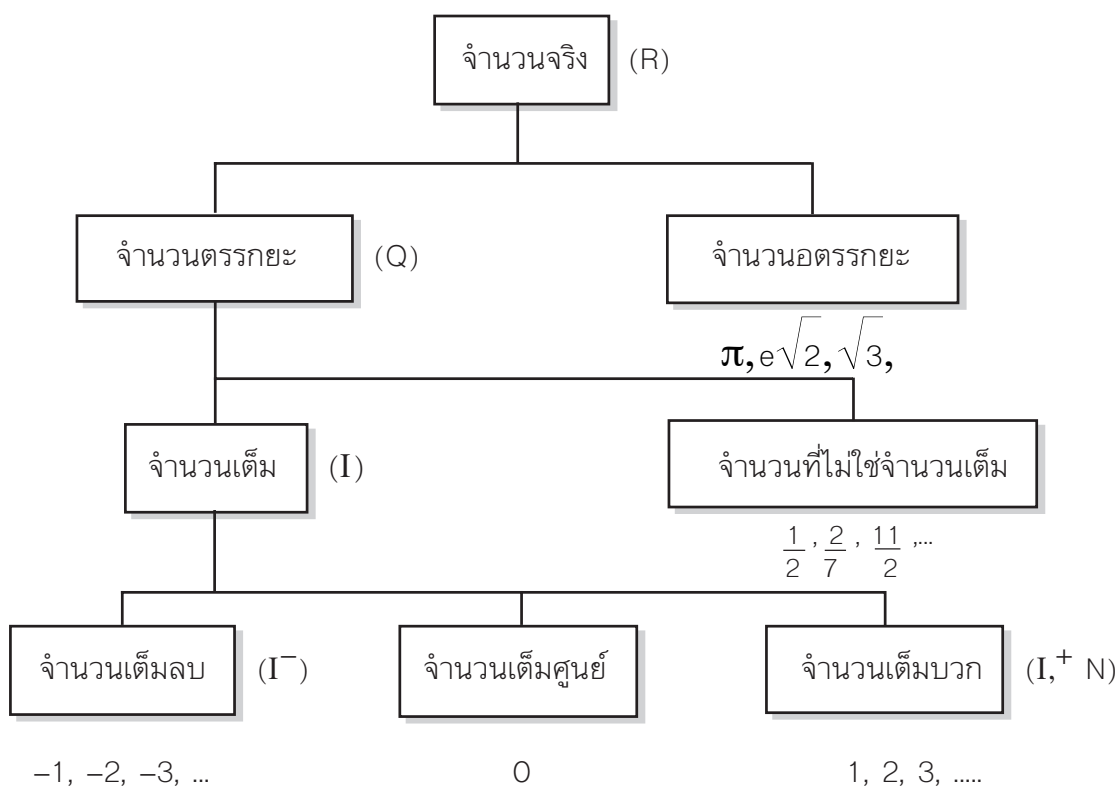 จำนวนจริง (R)
จำนวนตรรกยะ (Q) จำนวนอตรรกยะ
π, e√2, √3,
จำนวนเต็ม (I) จำนวนที่ไม่ใช่จำนวนเต็ม
1/2 , 2/7 , 11/2 ,...
จำนวนเต็มลบ (I⁻) จำนวนเต็มศูนย์ จำนวนเต็มบวก (I,⁺ N)
–1, –2, –3, ... 0 1, 2, 3, .....